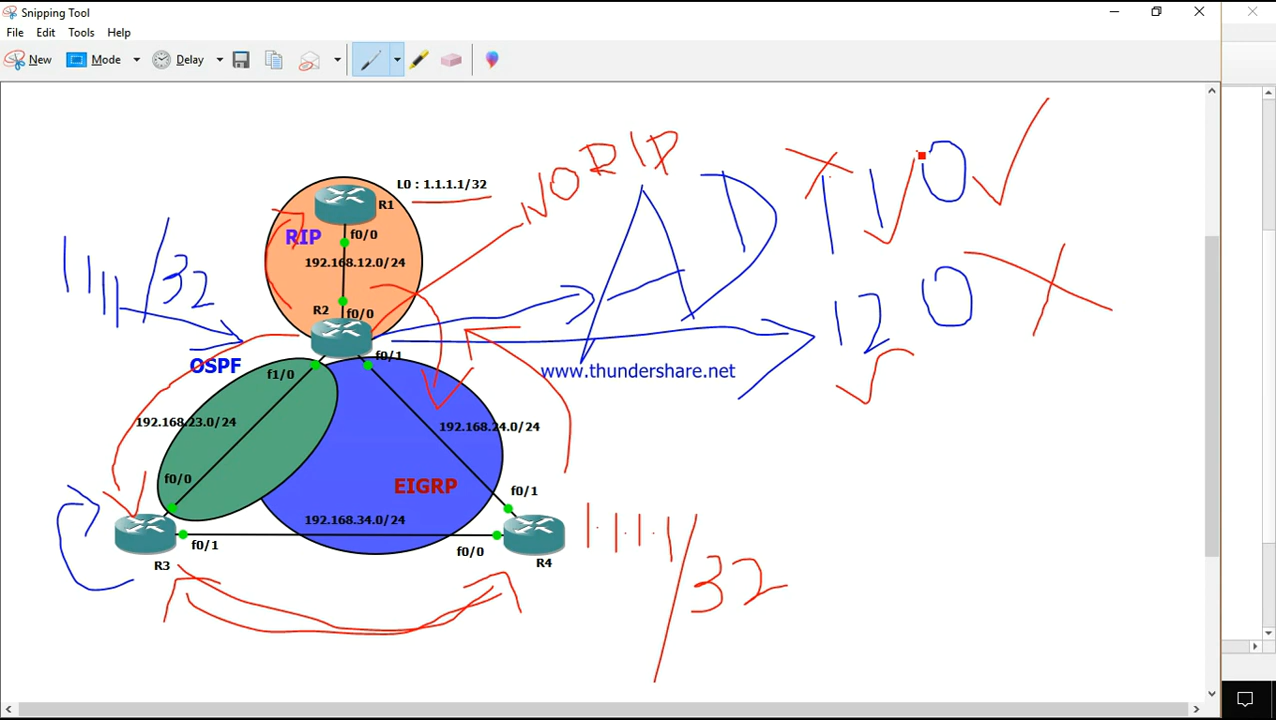 Snipping Tool
File Edit Tools Help
New Mode Delay
NO RIP
L0 : 1.1.1.1/32
R1
RIP
f0/0
192.168.12.0/24
AD
110
120
1.1.1.1/32
R2
f0/0
OSPF
f0/1
f1/0
www.thundershare.net
192.168.23.0/24
192.168.24.0/24
f0/0
EIGRP
f0/1
192.168.34.0/24
f0/1
f0/0
R3
R4
1.1.1.1/32